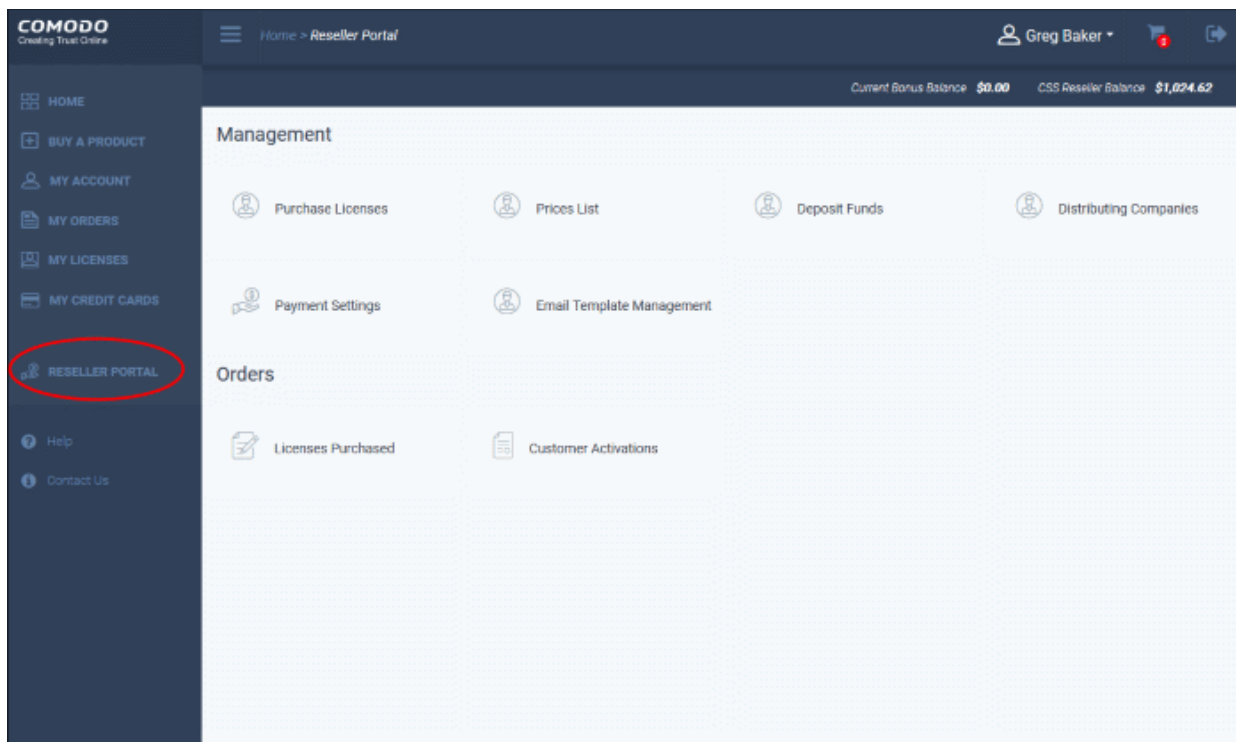 COMODO
Creating Trust Online
Home > Reseller Portal
Greg Baker
Current Bonus Balance $0.00 CSS Reseller Balance $1,024.62
HOME
BUY A PRODUCT
MY ACCOUNT
MY ORDERS
MY LICENSES
MY CREDIT CARDS
RESELLER PORTAL
Help
Contact Us
Management
Purchase Licenses
Prices List
Deposit Funds
Distributing Companies
Payment Settings
Email Template Management
Orders
Licenses Purchased
Customer Activations